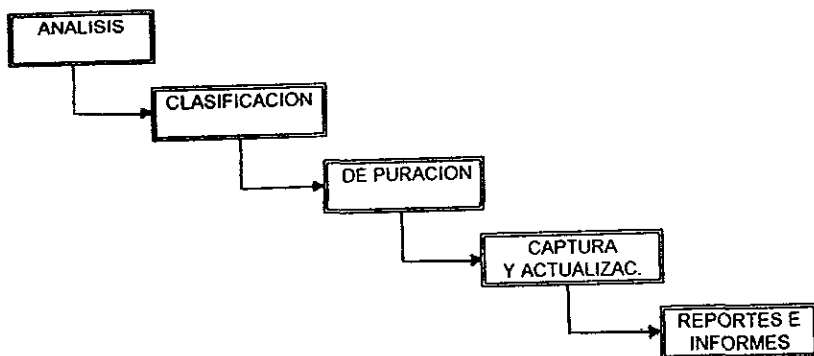 ANALISIS
CLASIFICACION
DE PURACION
CAPTURA
Y ACTUALIZAC.
REPORTES E
INFORMES